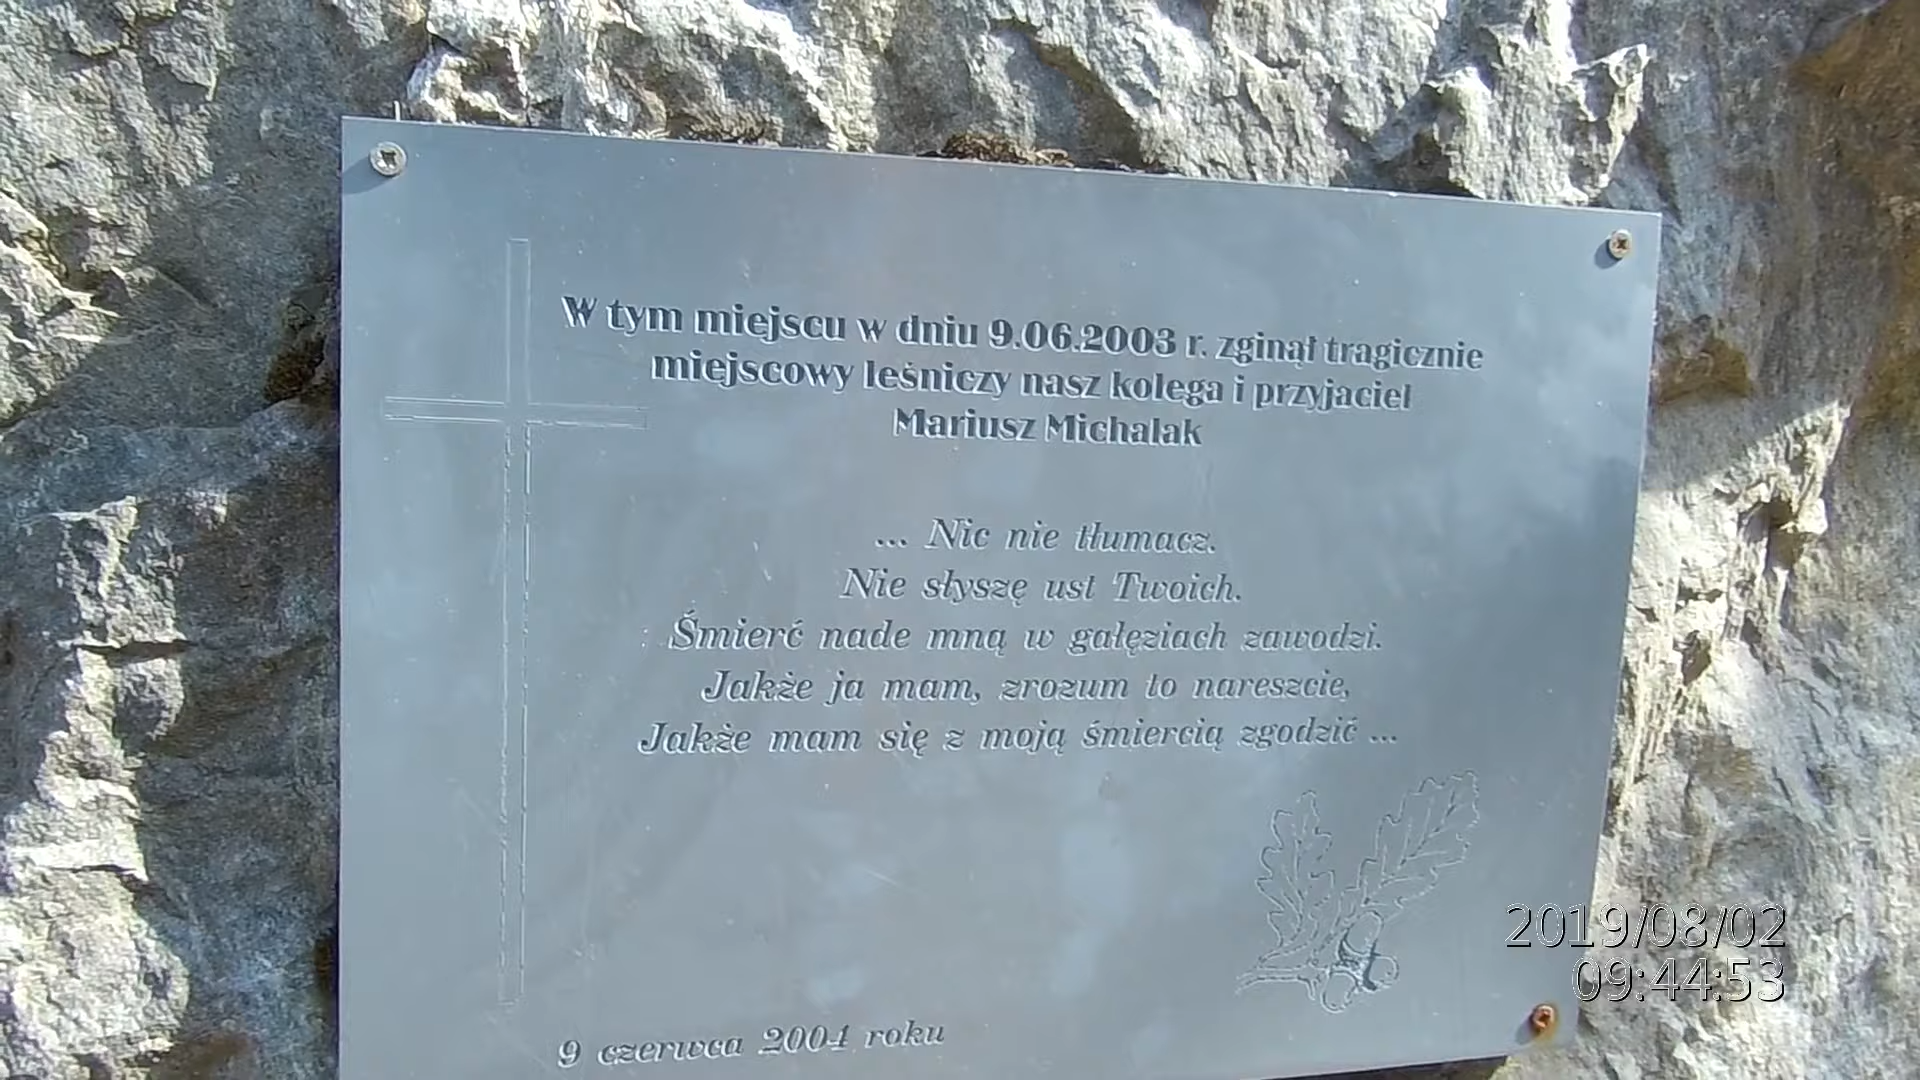 W tym miejscu w dniu 9.06.2003 r. zginął tragicznie
miejscowy leśniczy nasz kolega i przyjaciel
Mariusz Michalak
... Nic nie tłumacz.
Nie słyszę ust Twoich.
Śmierć nade mną w gałęziach zawodzi.
Jakże ja mam, zrozum to nareszcie,
Jakże mam się z moją śmiercią zgodzić ...
9 czerwca 2004 roku
2019/08/02
09:44:53